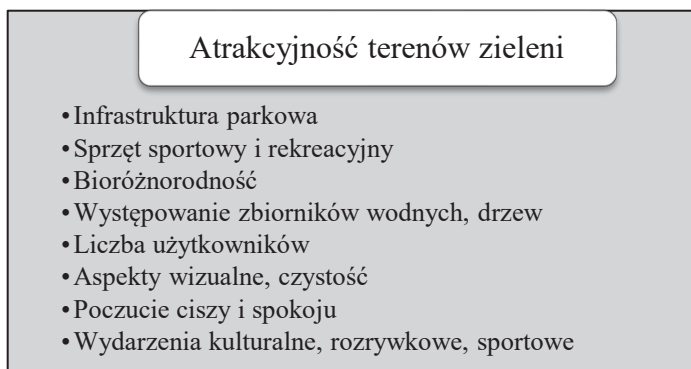 Atrakcyjność terenów zieleni
•Infrastruktura parkowa
•Sprzęt sportowy i rekreacyjny
•Bioróżnorodność
•Występowanie zbiorników wodnych, drzew
•Liczba użytkowników
•Aspekty wizualne, czystość
•Poczucie ciszy i spokoju
•Wydarzenia kulturalne, rozrywkowe, sportowe